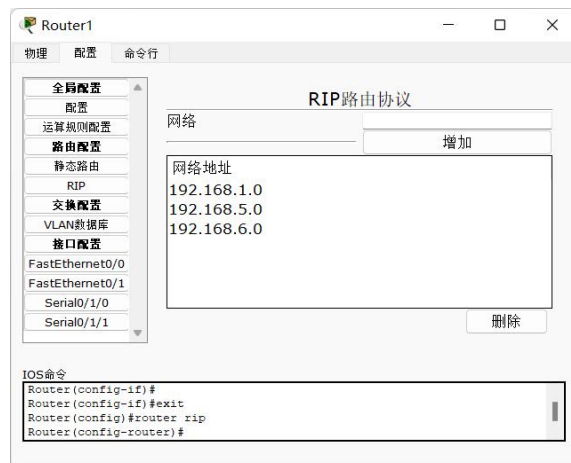 Router1
物理 配置 命令行
全局配置
配置
运算规则配置
路由配置
静态路由
RIP
交换配置
VLAN数据库
接口配置
FastEthernet0/0
FastEthernet0/1
Serial0/1/0
Serial0/1/1
RIP路由协议
网络
增加
网络地址
192.168.1.0
192.168.5.0
192.168.6.0
删除
IOS命令
Router(config-if)#
Router(config-if)#exit
Router(config)#router rip
Router(config-router)#